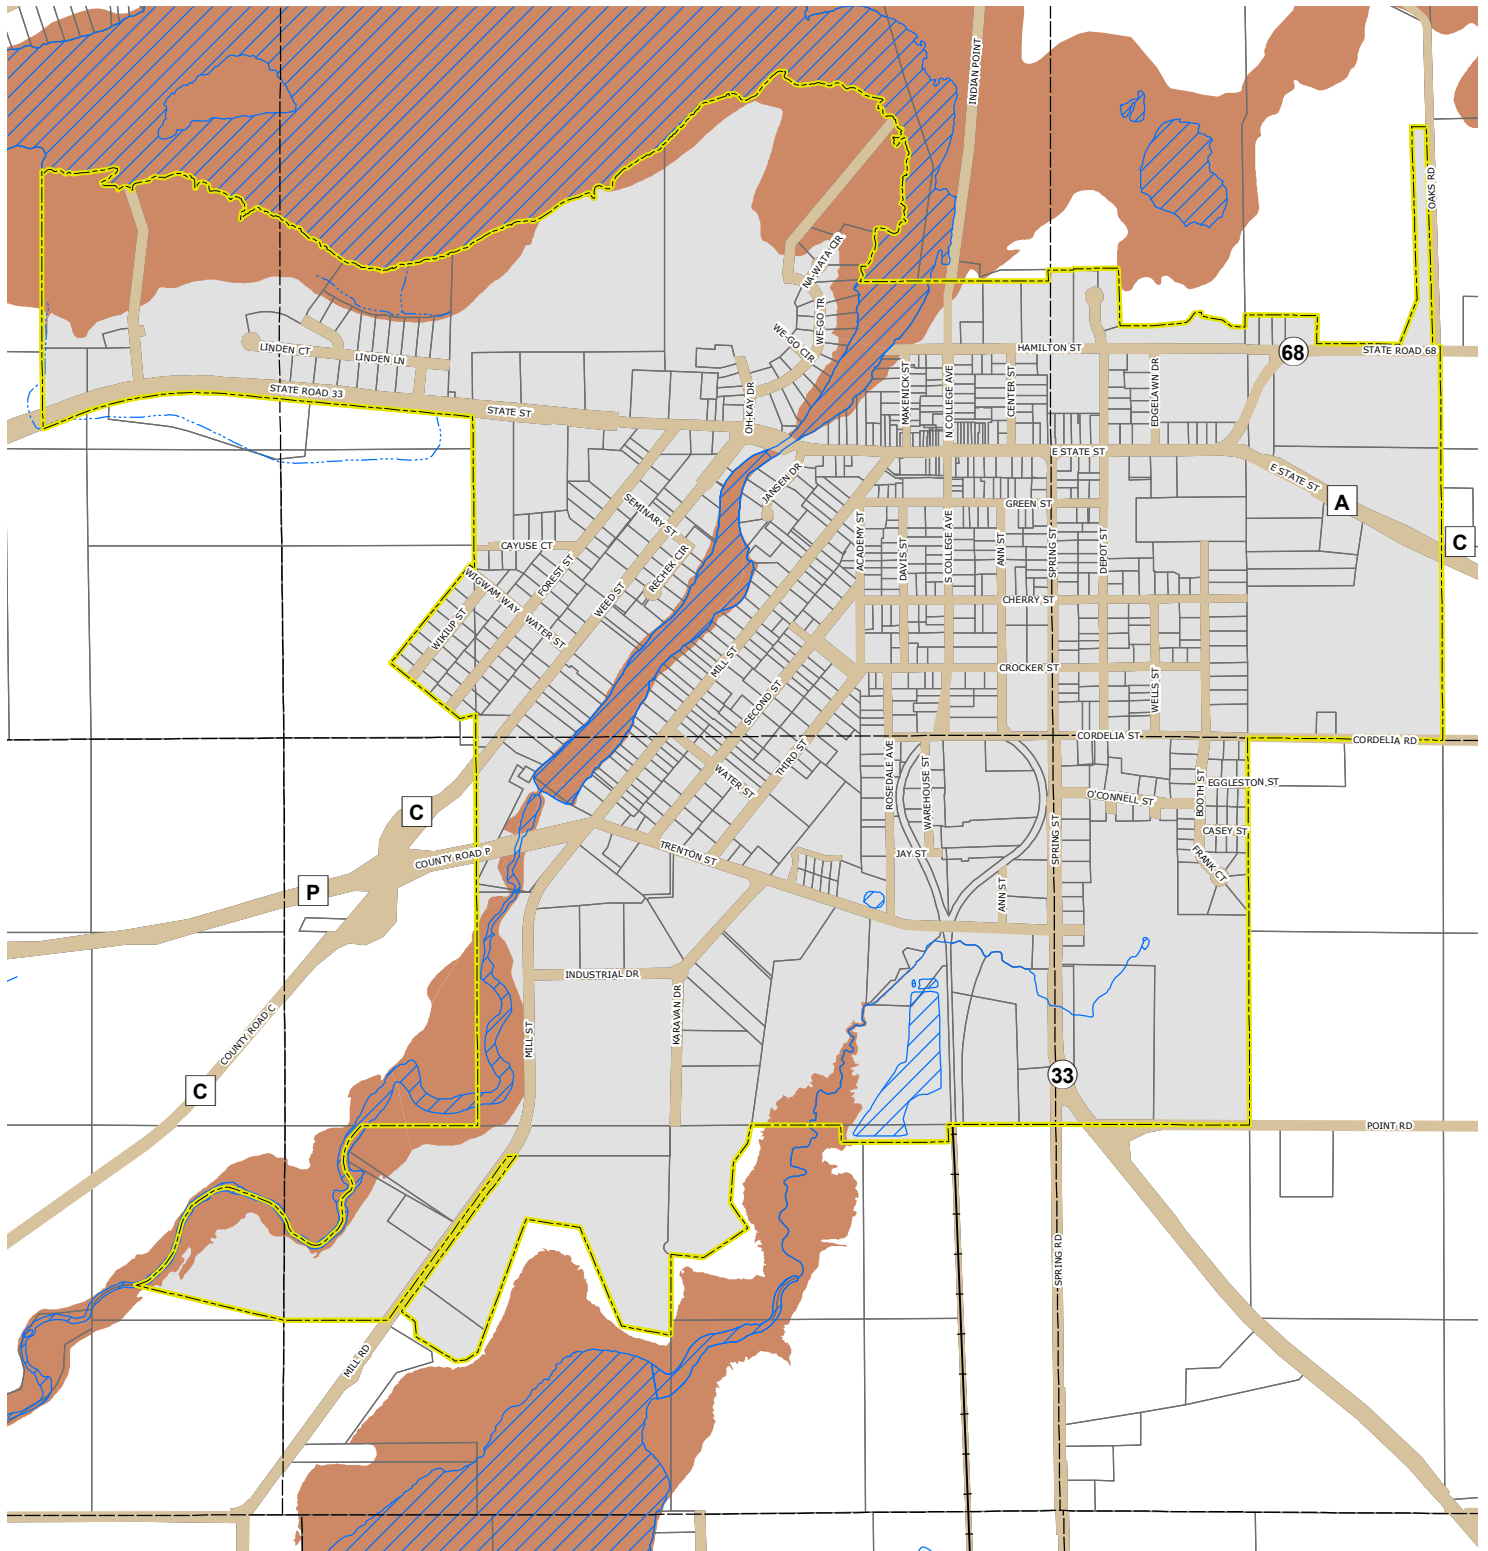 INDIAN POINT
OAKS RD
NA-WATA CIR
WE-GO TR
WE-GO CIR
LINDEN CT
LINDEN LN
HAMILTON ST
68
STATE ROAD 68
STATE ROAD 33
STATE ST
OH-KAY DR
MAKENICK ST
N COLLEGE AVE
CENTER ST
EDGELAWN DR
E STATE ST
E STATE ST
A
C
JANSEN DR
SEMINARY ST
GREEN ST
CAYUSE CT
FOREST ST
RECHEK CIR
ACADEMY ST
DAVIS ST
S COLLEGE AVE
ANN ST
SPRING ST
DEPOT ST
WIGWAM WAY
WEED ST
CHERRY ST
WIKIUP ST
WATER ST
MILL ST
CROCKER ST
SECOND ST
WELLS ST
CORDELIA ST
CORDELIA RD
THIRD ST
WATER ST
ROSEDALE AVE
WAREHOUSE ST
BOOTH ST
EGGLESTON ST
O'CONNELL ST
C
SPRING ST
CASEY ST
COUNTY ROAD P
TRENTON ST
JAY ST
FRANK CT
P
ANN ST
INDUSTRIAL DR
KARAVAN DR
MILL ST
COUNTY ROAD C
33
C
POINT RD
SPRING RD
MILL RD